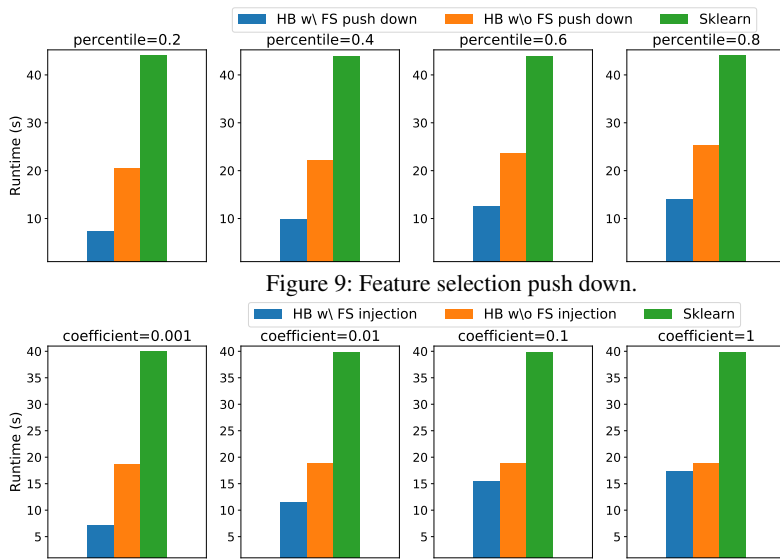 HB w\ FS push down HB w\o FS push down Sklearn
percentile=0.2 percentile=0.4 percentile=0.6 percentile=0.8
Runtime (s)
40 40 40 40
30 30 30 30
20 20 20 20
10 10 10 10
Figure 9: Feature selection push down.
HB w\ FS injection HB w\o FS injection Sklearn
coefficient=0.001 coefficient=0.01 coefficient=0.1 coefficient=1
Runtime (s)
40 40 40 40
35 35 35 35
30 30 30 30
25 25 25 25
20 20 20 20
15 15 15 15
10 10 10 10
5 5 5 5